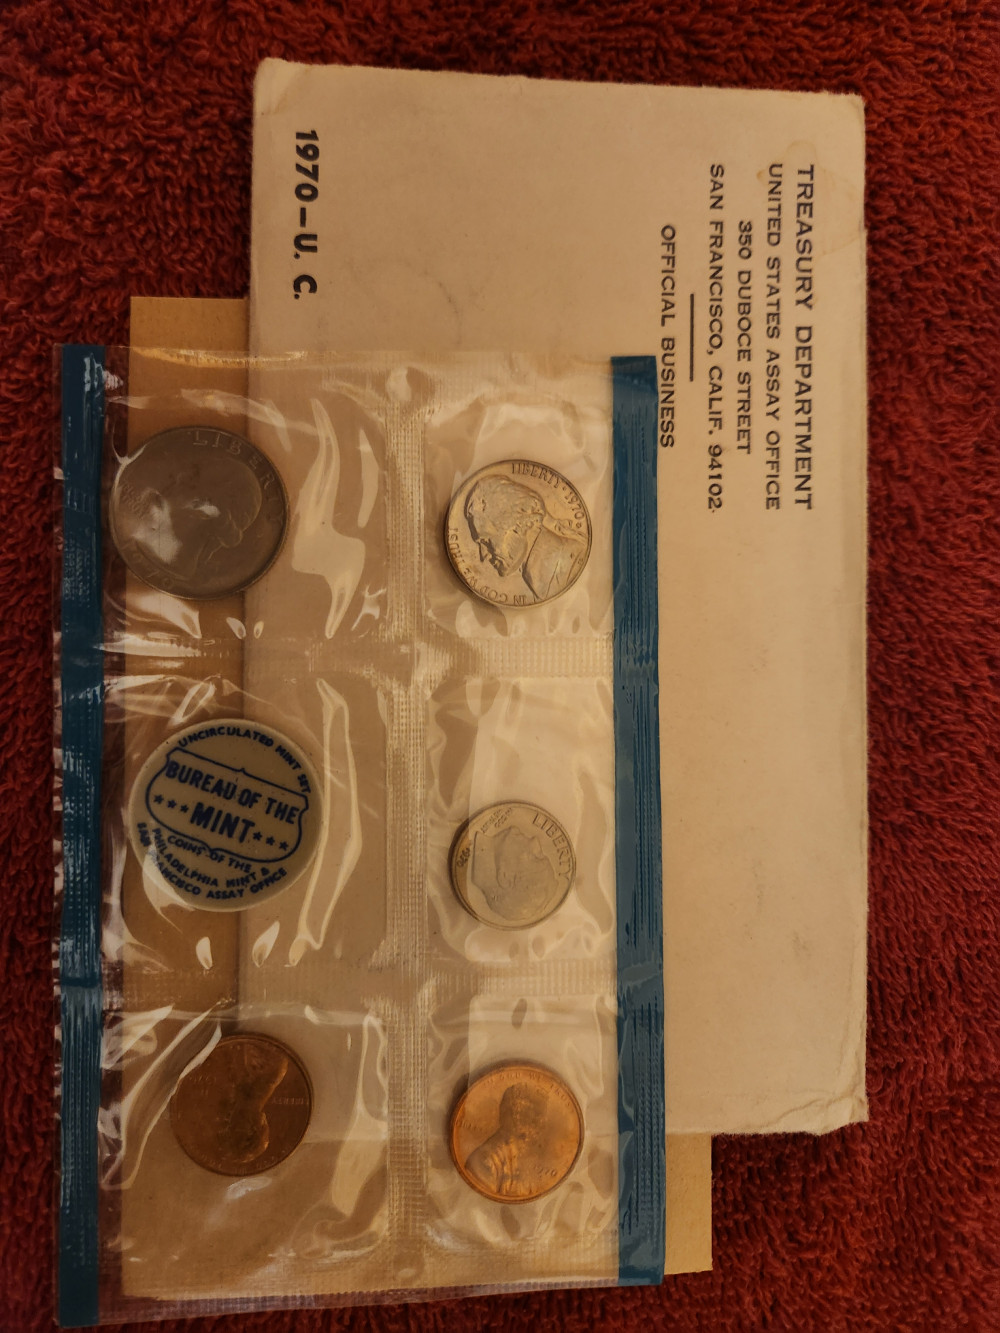 TREASURY DEPARTMENT
UNITED STATES ASSAY OFFICE
350 DUBOCE STREET
SAN FRANCISCO, CALIF. 94102
OFFICIAL BUSINESS
1970-U. C.
LIBERTY 1970
IN GOD WE TRUST
LIBERTY
UNCIRCULATED MINT SET
BUREAU OF THE
MINT
COINS OF THE
PHILADELPHIA MINT &
SAN FRANCISCO ASSAY OFFICE
LIBERTY
LIBERTY
1970